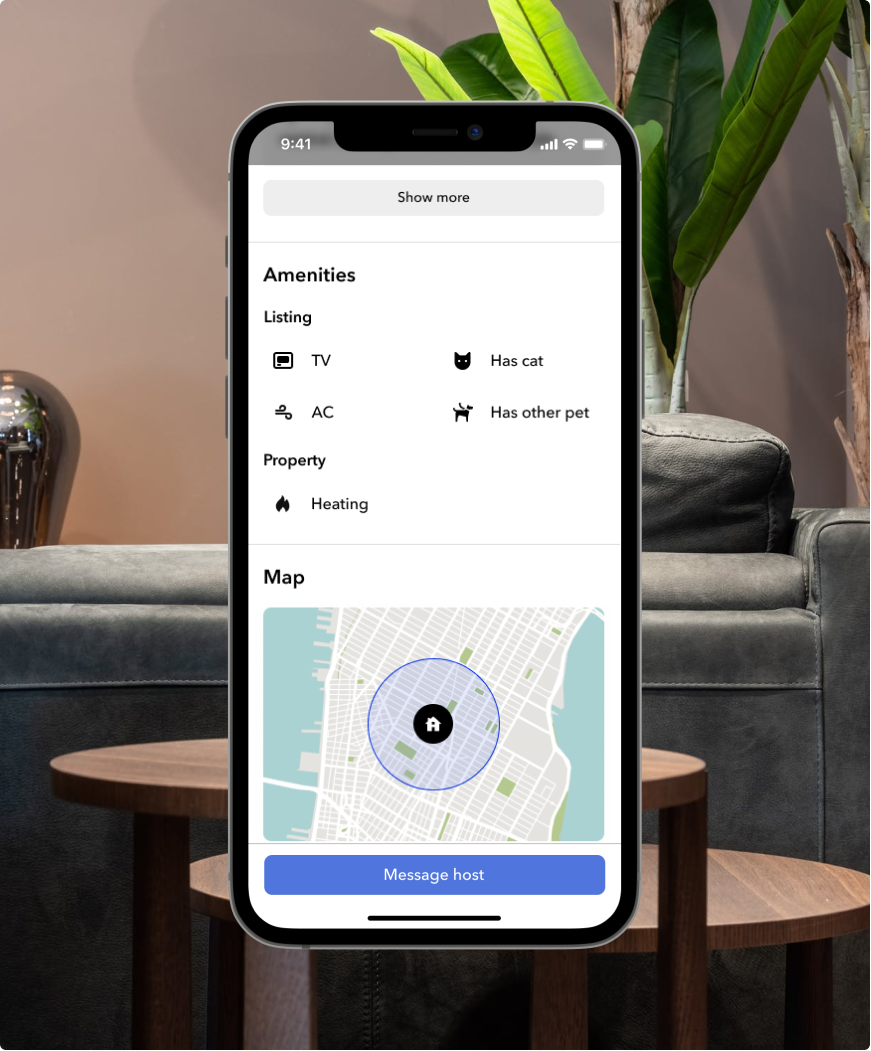 9:41
Show more
Amenities
Listing
TV
Has cat
AC
Has other pet
Property
Heating
Map
Message host